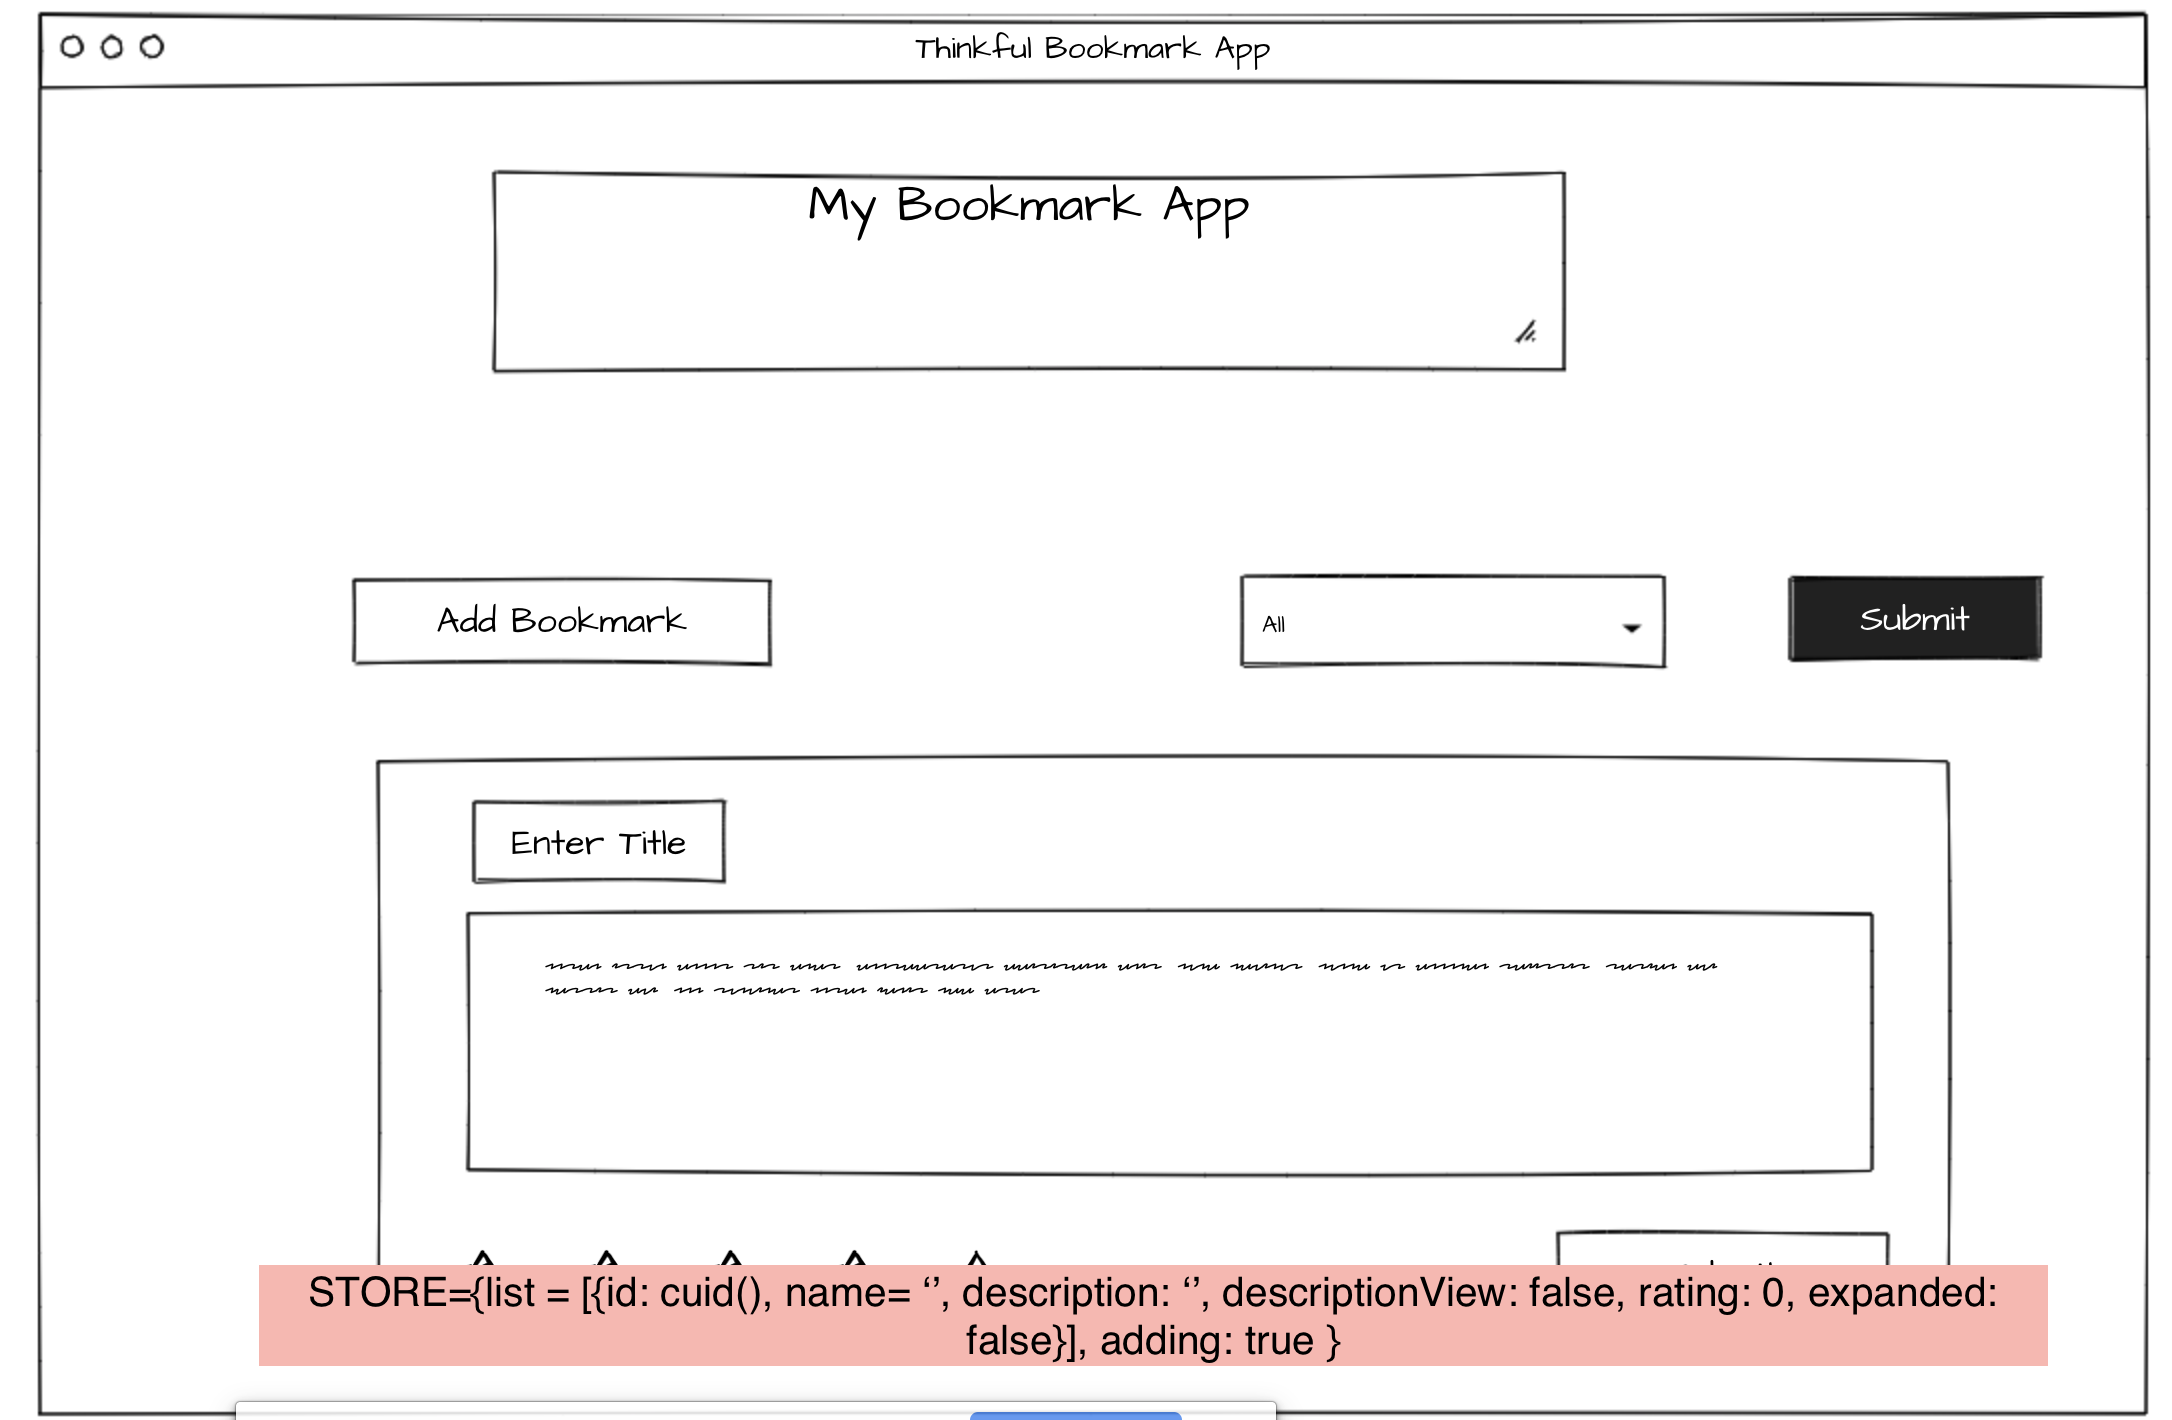 Thinkful Bookmark App
My Bookmark App
Add Bookmark
All
Submit
Enter Title
STORE={list = [{id: cuid(), name= ‘’, description: ‘’, descriptionView: false, rating: 0, expanded:
false}], adding: true }